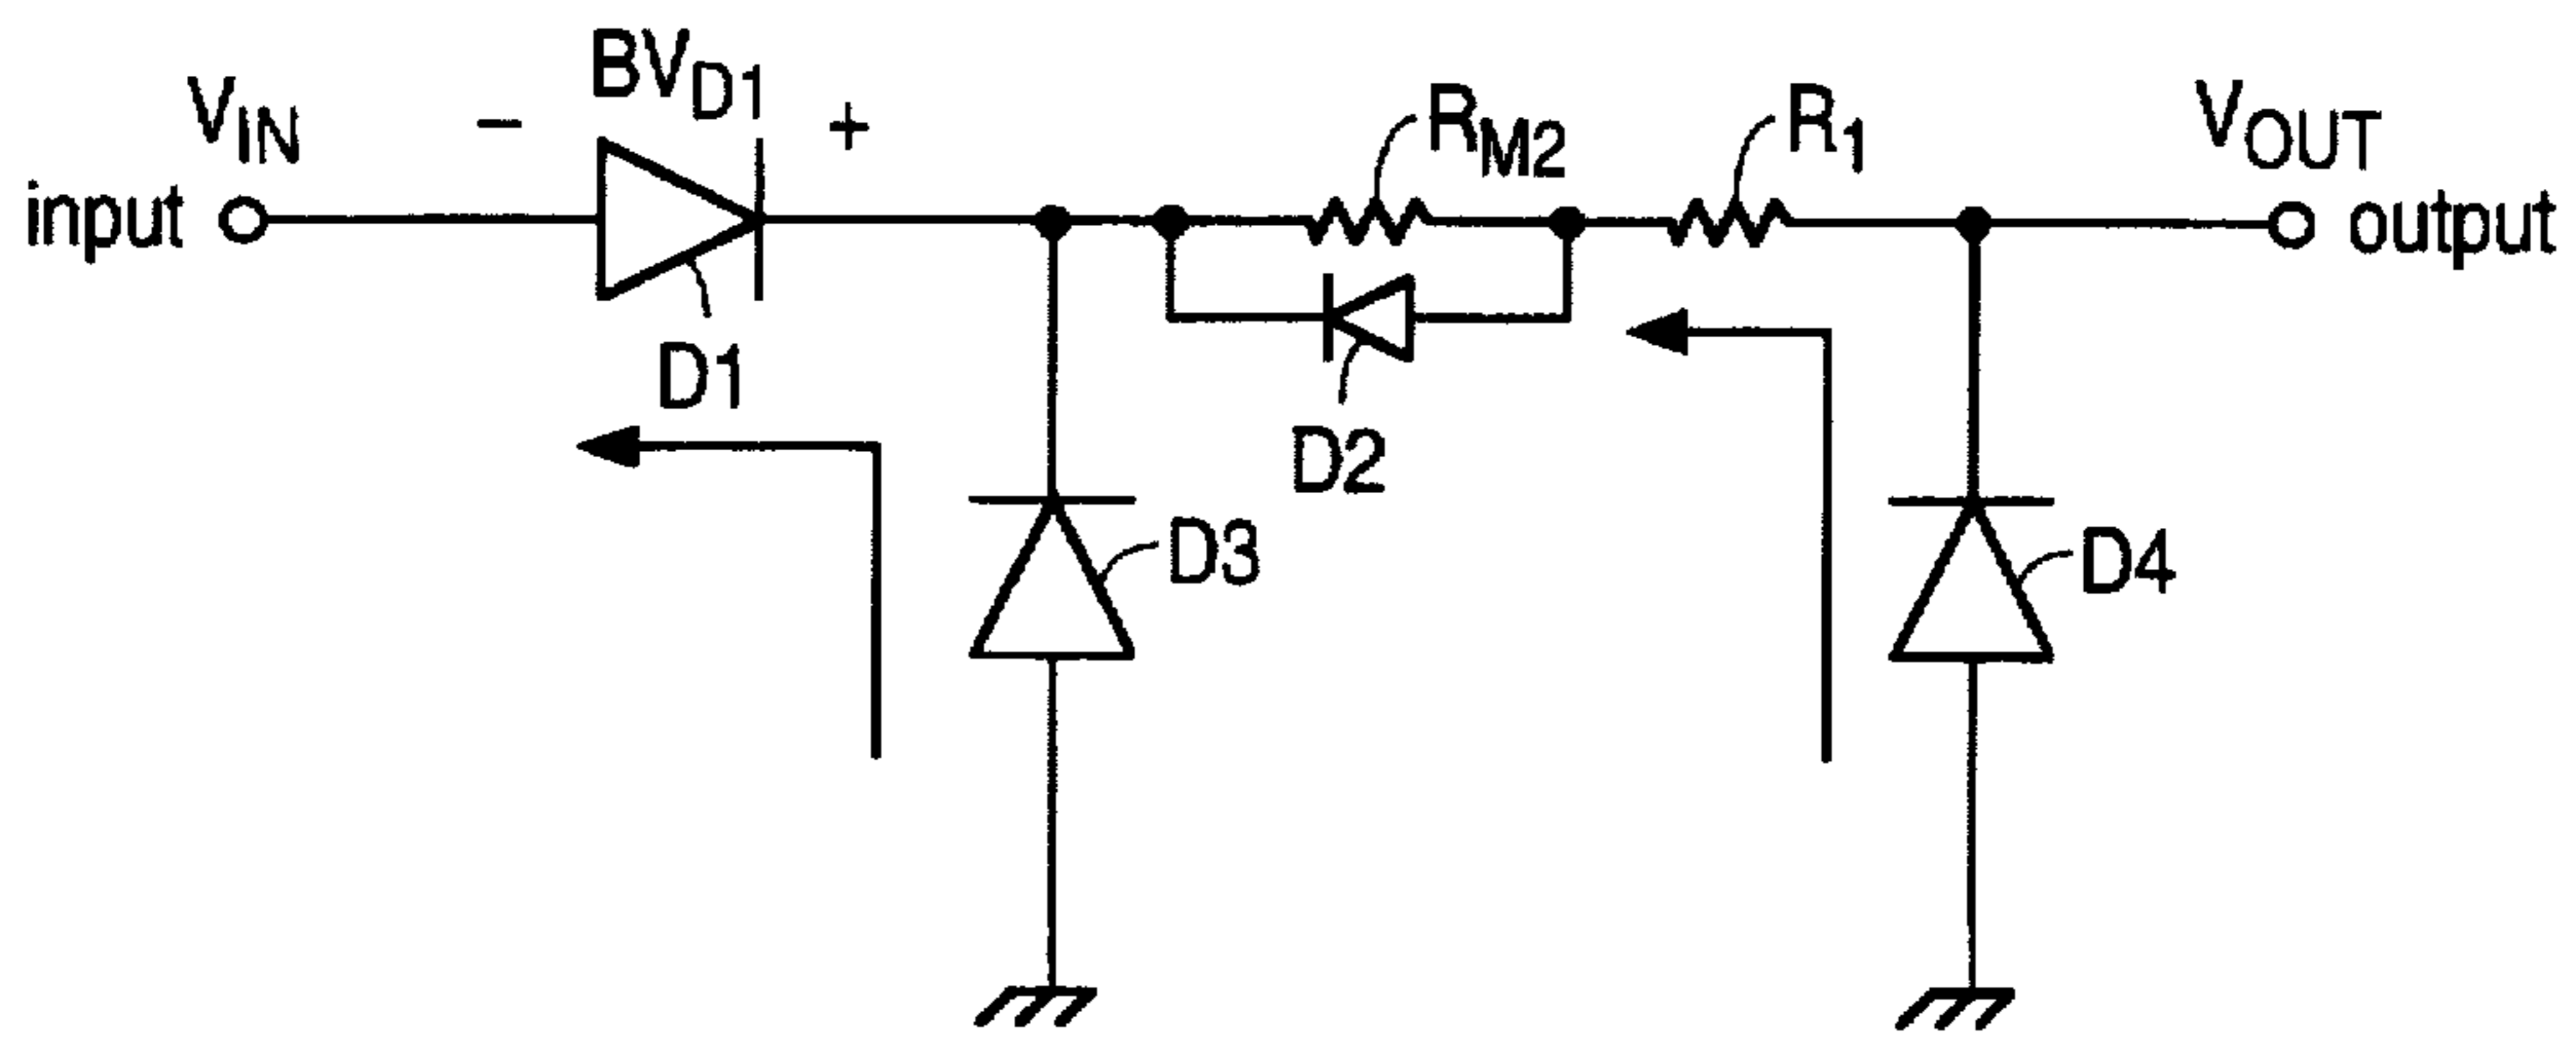 BV_D1
V_IN
− +
R_M2
R_1
V_OUT
input
output
D1
D2
D3
D4